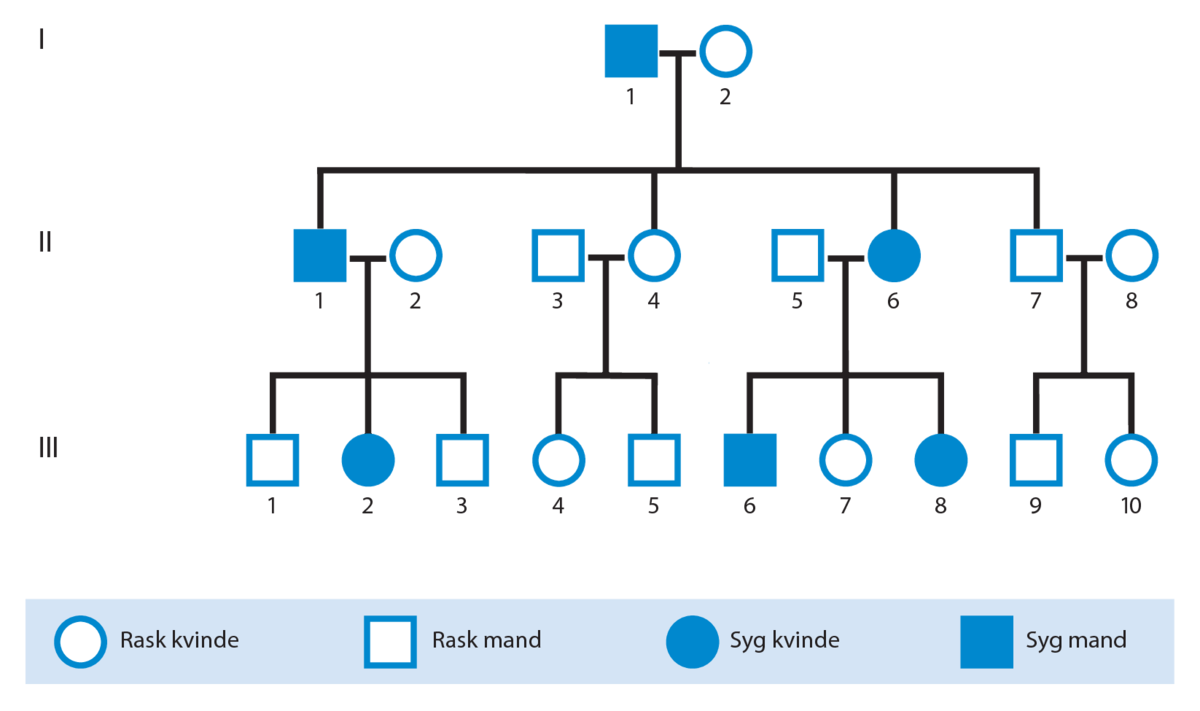 I
1 2
II
1 2 3 4 5 6 7 8
III
1 2 3 4 5 6 7 8 9 10
Rask kvinde Rask mand Syg kvinde Syg mand